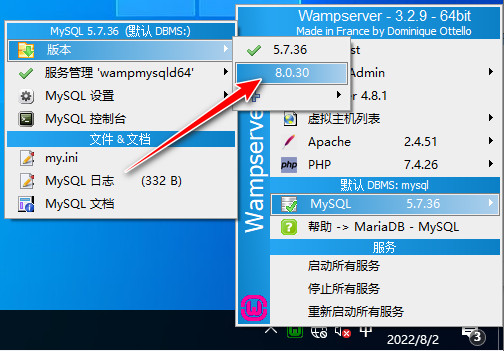 Wampserver - 3.2.9 - 64bit
Made in France by Dominique Ottello
MySQL 5.7.36 (默认 DBMS:)
版本
服务管理 'wampmysqld64'
MySQL 设置
MySQL 控制台
文件 & 文档
my.ini
MySQL 日志 (332 B)
MySQL 文档
5.7.36
8.0.30
Wampserver
Admin
4.8.1
虚拟主机列表
Apache 2.4.51
php PHP 7.4.26
默认 DBMS: mysql
MySQL 5.7.36
帮助 -> MariaDB - MySQL
服务
启动所有服务
停止所有服务
重新启动所有服务
中
2022/8/2
3